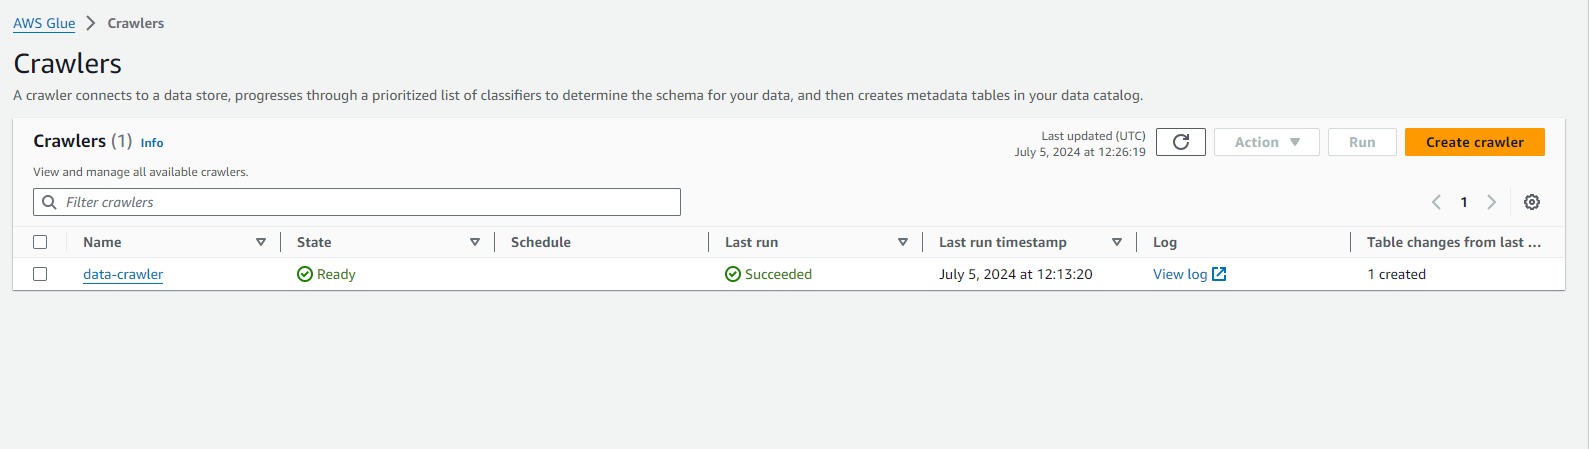 AWS Glue > Crawlers
Crawlers
A crawler connects to a data store, progresses through a prioritized list of classifiers to determine the schema for your data, and then creates metadata tables in your data catalog.
Crawlers (1) Info
Last updated (UTC)
July 5, 2024 at 12:26:19
Action
Run
Create crawler
View and manage all available crawlers.
Filter crawlers
1
Name State Schedule Last run Last run timestamp Log Table changes from last ...
data-crawler Ready Succeeded July 5, 2024 at 12:13:20 View log 1 created